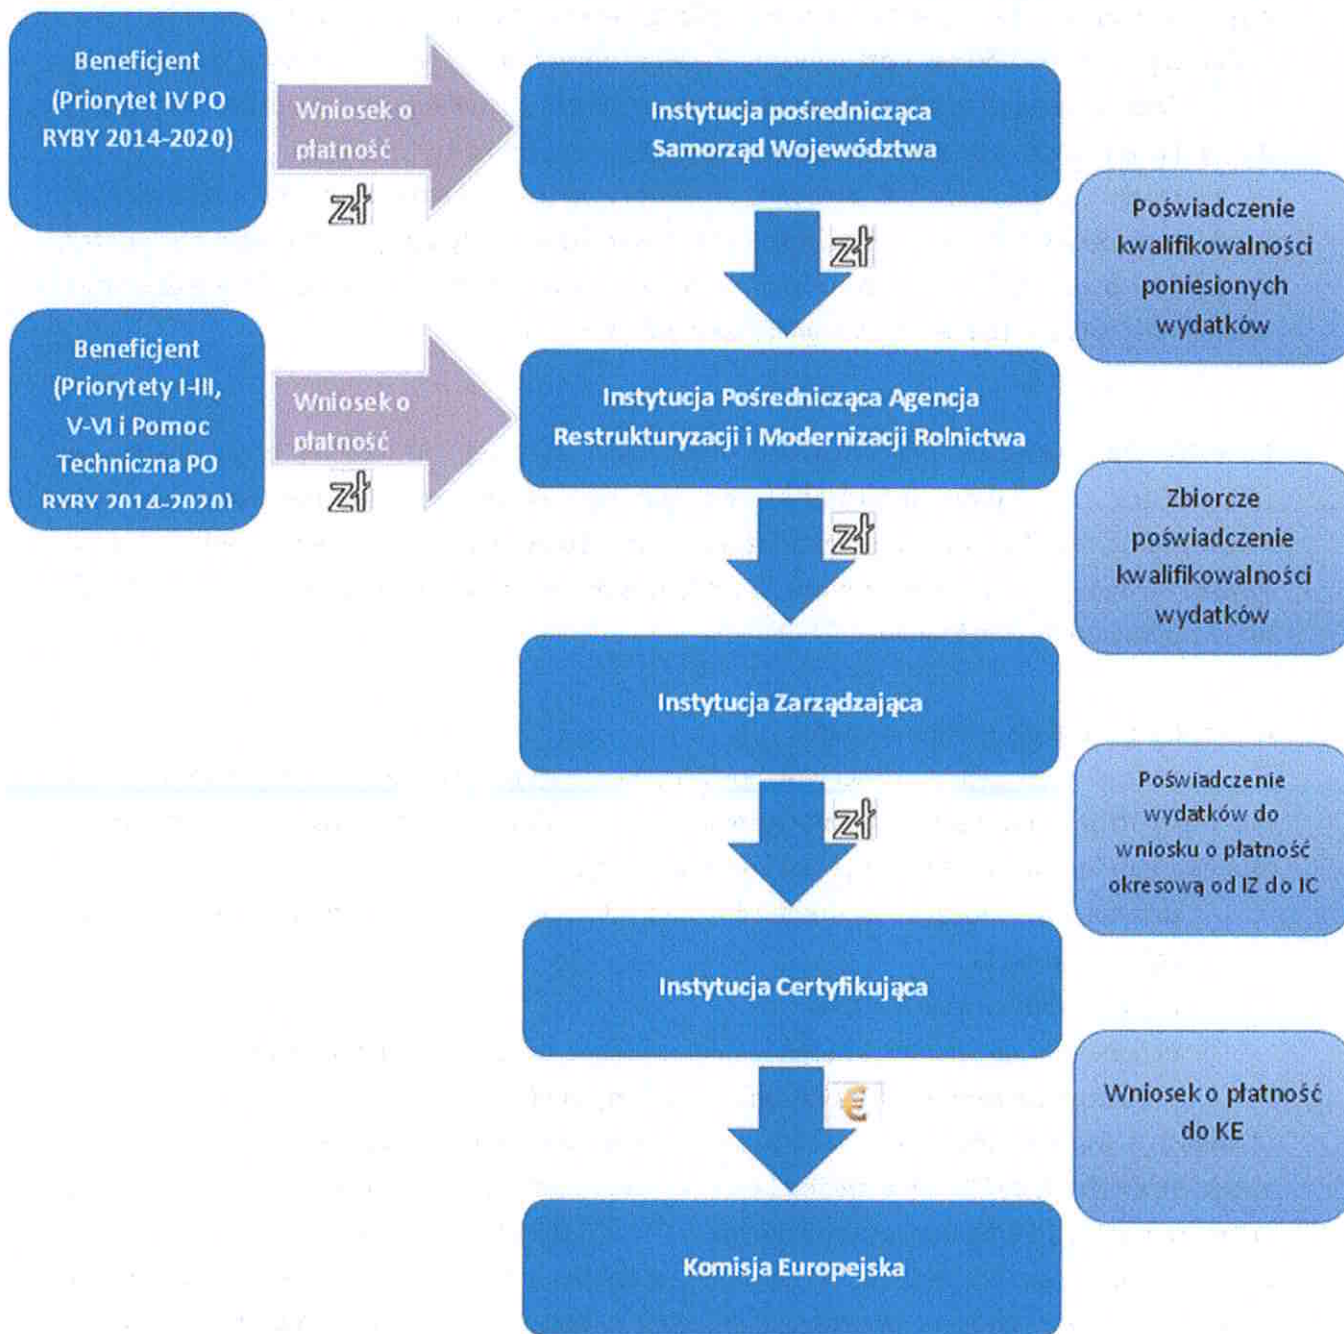 Beneficjent
(Priorytet IV PO
RYBY 2014-2020)
Wniosek o
płatność
zł
Instytucja pośrednicząca
Samorząd Województwa
zł
Poświadczenie
kwalifikowalności
poniesionych
wydatków
Beneficjent
(Priorytety I-III,
V-VI i Pomoc
Techniczna PO
RYBY 2014-2020)
Wniosek o
płatność
zł
Instytucja Pośrednicząca Agencja
Restrukturyzacji i Modernizacji Rolnictwa
zł
Zbiorcze
poświadczenie
kwalifikowalności
wydatków
Instytucja Zarządzająca
zł
Poświadczenie
wydatków do
wniosku o płatność
okresową od IZ do IC
Instytucja Certyfikująca
€
Wniosek o płatność
do KE
Komisja Europejska